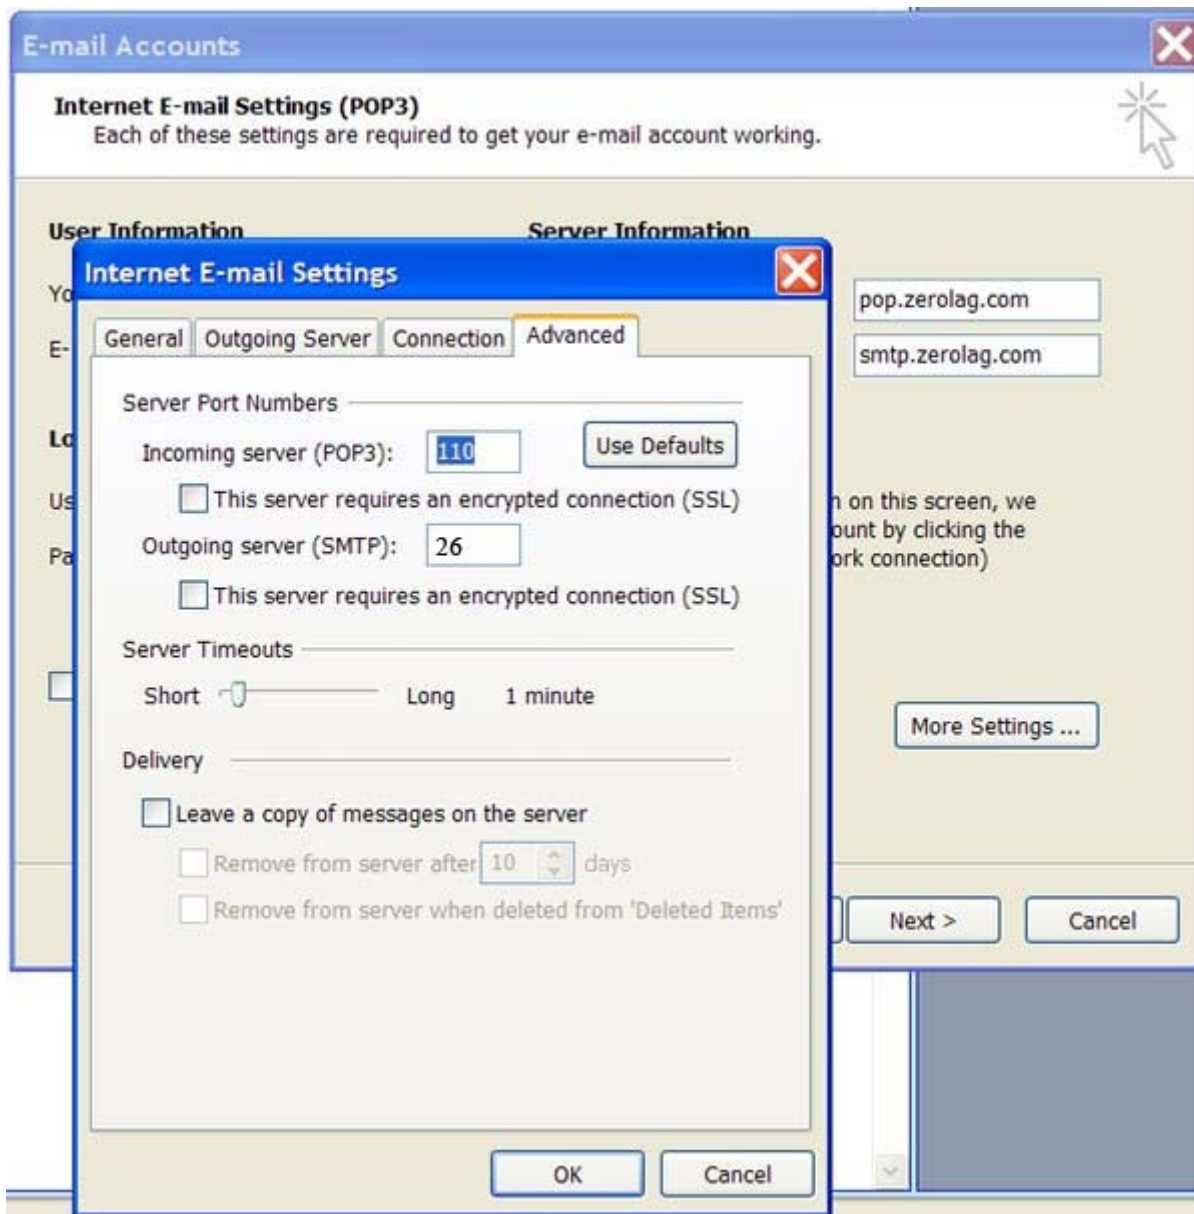 E-mail Accounts
Internet E-mail Settings (POP3)
Each of these settings are required to get your e-mail account working.
User Information
Server Information
Internet E-mail Settings
General
Outgoing Server
Connection
Advanced
pop.zerolag.com
smtp.zerolag.com
Server Port Numbers
Incoming server (POP3): 110
Use Defaults
This server requires an encrypted connection (SSL)
Outgoing server (SMTP): 26
This server requires an encrypted connection (SSL)
on this screen, we
by clicking the
connection)
Server Timeouts
Short
Long
1 minute
More Settings ...
Delivery
Leave a copy of messages on the server
Remove from server after 10 days
Remove from server when deleted from 'Deleted Items'
Next >
Cancel
OK
Cancel